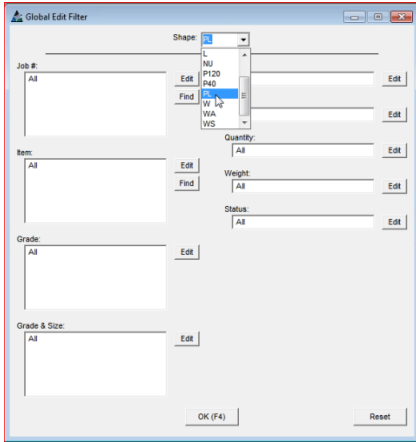 Global Edit Filter
Shape: PL
L
NU
P120
P40
PL
W
WA
WS
Job #:
All
Edit
Find
Edit
Edit
Quantity:
All
Edit
Item:
All
Edit
Find
Weight:
All
Edit
Status:
All
Edit
Grade:
All
Edit
Grade & Size:
All
Edit
OK (F4)
Reset